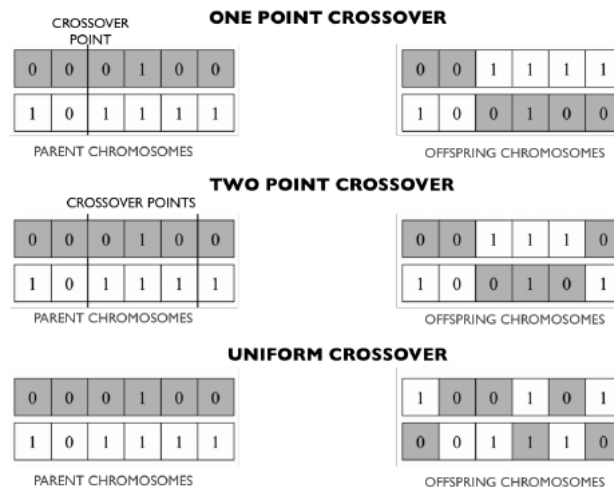 ONE POINT CROSSOVER
CROSSOVER
POINT
0 0 0 1 0 0 0 0 1 1 1 1
1 0 1 1 1 1 1 0 0 1 0 0
PARENT CHROMOSOMES OFFSPRING CHROMOSOMES
TWO POINT CROSSOVER
CROSSOVER POINTS
0 0 0 1 0 0 0 0 1 1 1 0
1 0 1 1 1 1 1 0 0 1 0 1
PARENT CHROMOSOMES OFFSPRING CHROMOSOMES
UNIFORM CROSSOVER
0 0 0 1 0 0 1 0 0 1 0 1
1 0 1 1 1 1 0 0 1 1 1 0
PARENT CHROMOSOMES OFFSPRING CHROMOSOMES